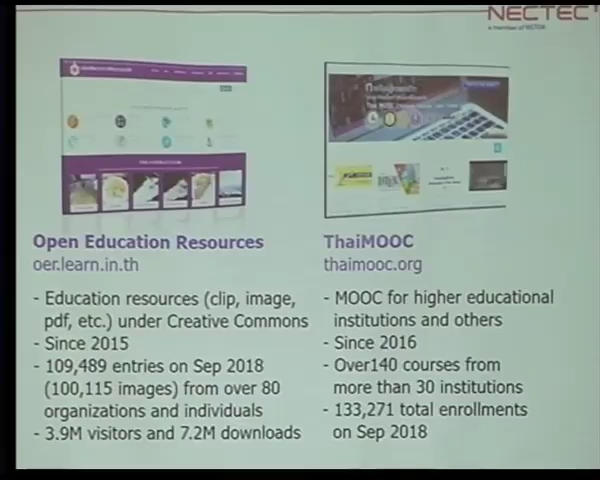 NECTEC
a member of NSTDA
Open Education Resources
oer.learn.in.th
- Education resources (clip, image,
pdf, etc.) under Creative Commons
- Since 2015
- 109,489 entries on Sep 2018
(100,115 images) from over 80
organizations and individuals
- 3.9M visitors and 7.2M downloads
ThaiMOOC
thaimooc.org
- MOOC for higher educational
institutions and others
- Since 2016
- Over140 courses from
more than 30 institutions
- 133,271 total enrollments
on Sep 2018